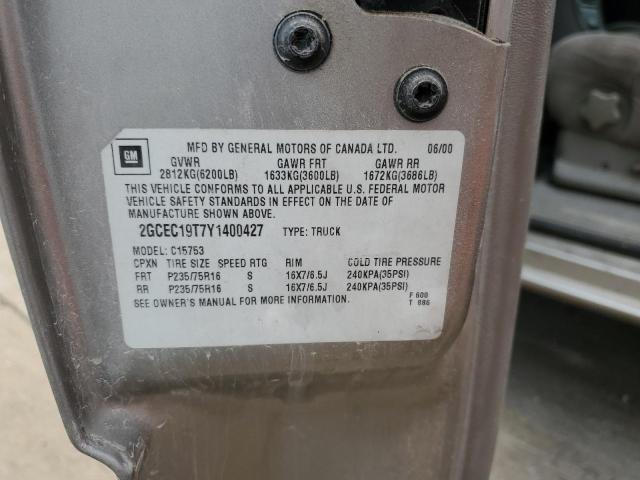 GM
MFD BY GENERAL MOTORS OF CANADA LTD. 06/00
GVWR GAWR FRT GAWR RR
2812KG(6200LB) 1633KG(3600LB) 1672KG(3686LB)
THIS VEHICLE CONFORMS TO ALL APPLICABLE U.S. FEDERAL MOTOR
VEHICLE SAFETY STANDARDS IN EFFECT ON THE DATE OF
MANUFACTURE SHOWN ABOVE.
2GCEC19T7Y1400427 TYPE: TRUCK
MODEL: C15753
CPXN TIRE SIZE SPEED RTG RIM COLD TIRE PRESSURE
FRT P235/75R16 S 16X7/6.5J 240KPA(35PSI)
RR P235/75R16 S 16X7/6.5J 240KPA(35PSI)
SEE OWNER'S MANUAL FOR MORE INFORMATION. F 600
T 886